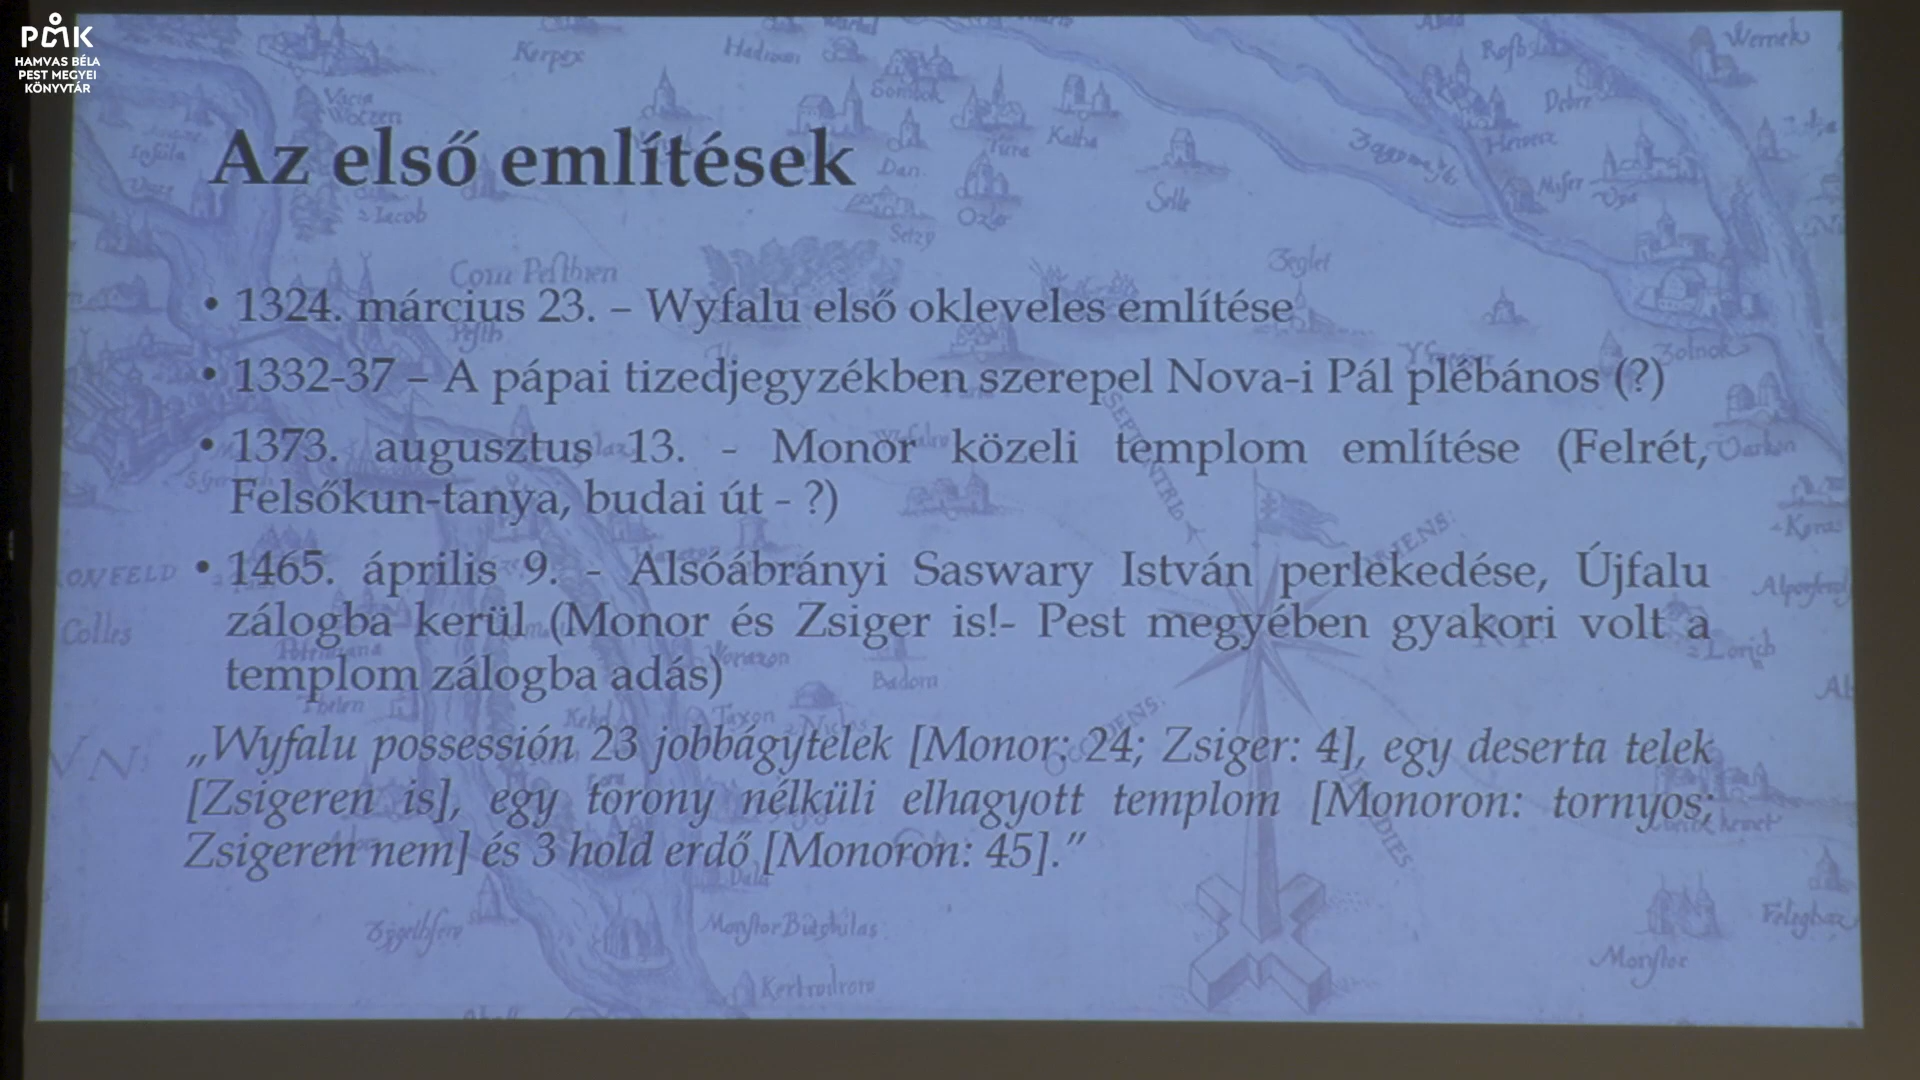 PMK
HAMVAS BÉLA
PEST MEGYEI
KÖNYVTÁR
Az első említések
• 1324. március 23. – Wyfalu első okleveles említése
• 1332-37 – A pápai tizedjegyzékben szerepel Nova-i Pál plébános (?)
• 1373. augusztus 13. - Monor közeli templom említése (Felrét,
Felsőkun-tanya, budai út - ?)
• 1465. április 9. - Alsóábrányi Saswary István perlekedése, Újfalu
zálogba kerül (Monor és Zsiger is!- Pest megyében gyakori volt a
templom zálogba adás)
„Wyfalu possessión 23 jobbágytelek [Monor: 24; Zsiger: 4], egy deserta telek
[Zsigeren is], egy torony nélküli elhagyott templom [Monoron: tornyos;
Zsigeren nem] és 3 hold erdő [Monoron: 45].”